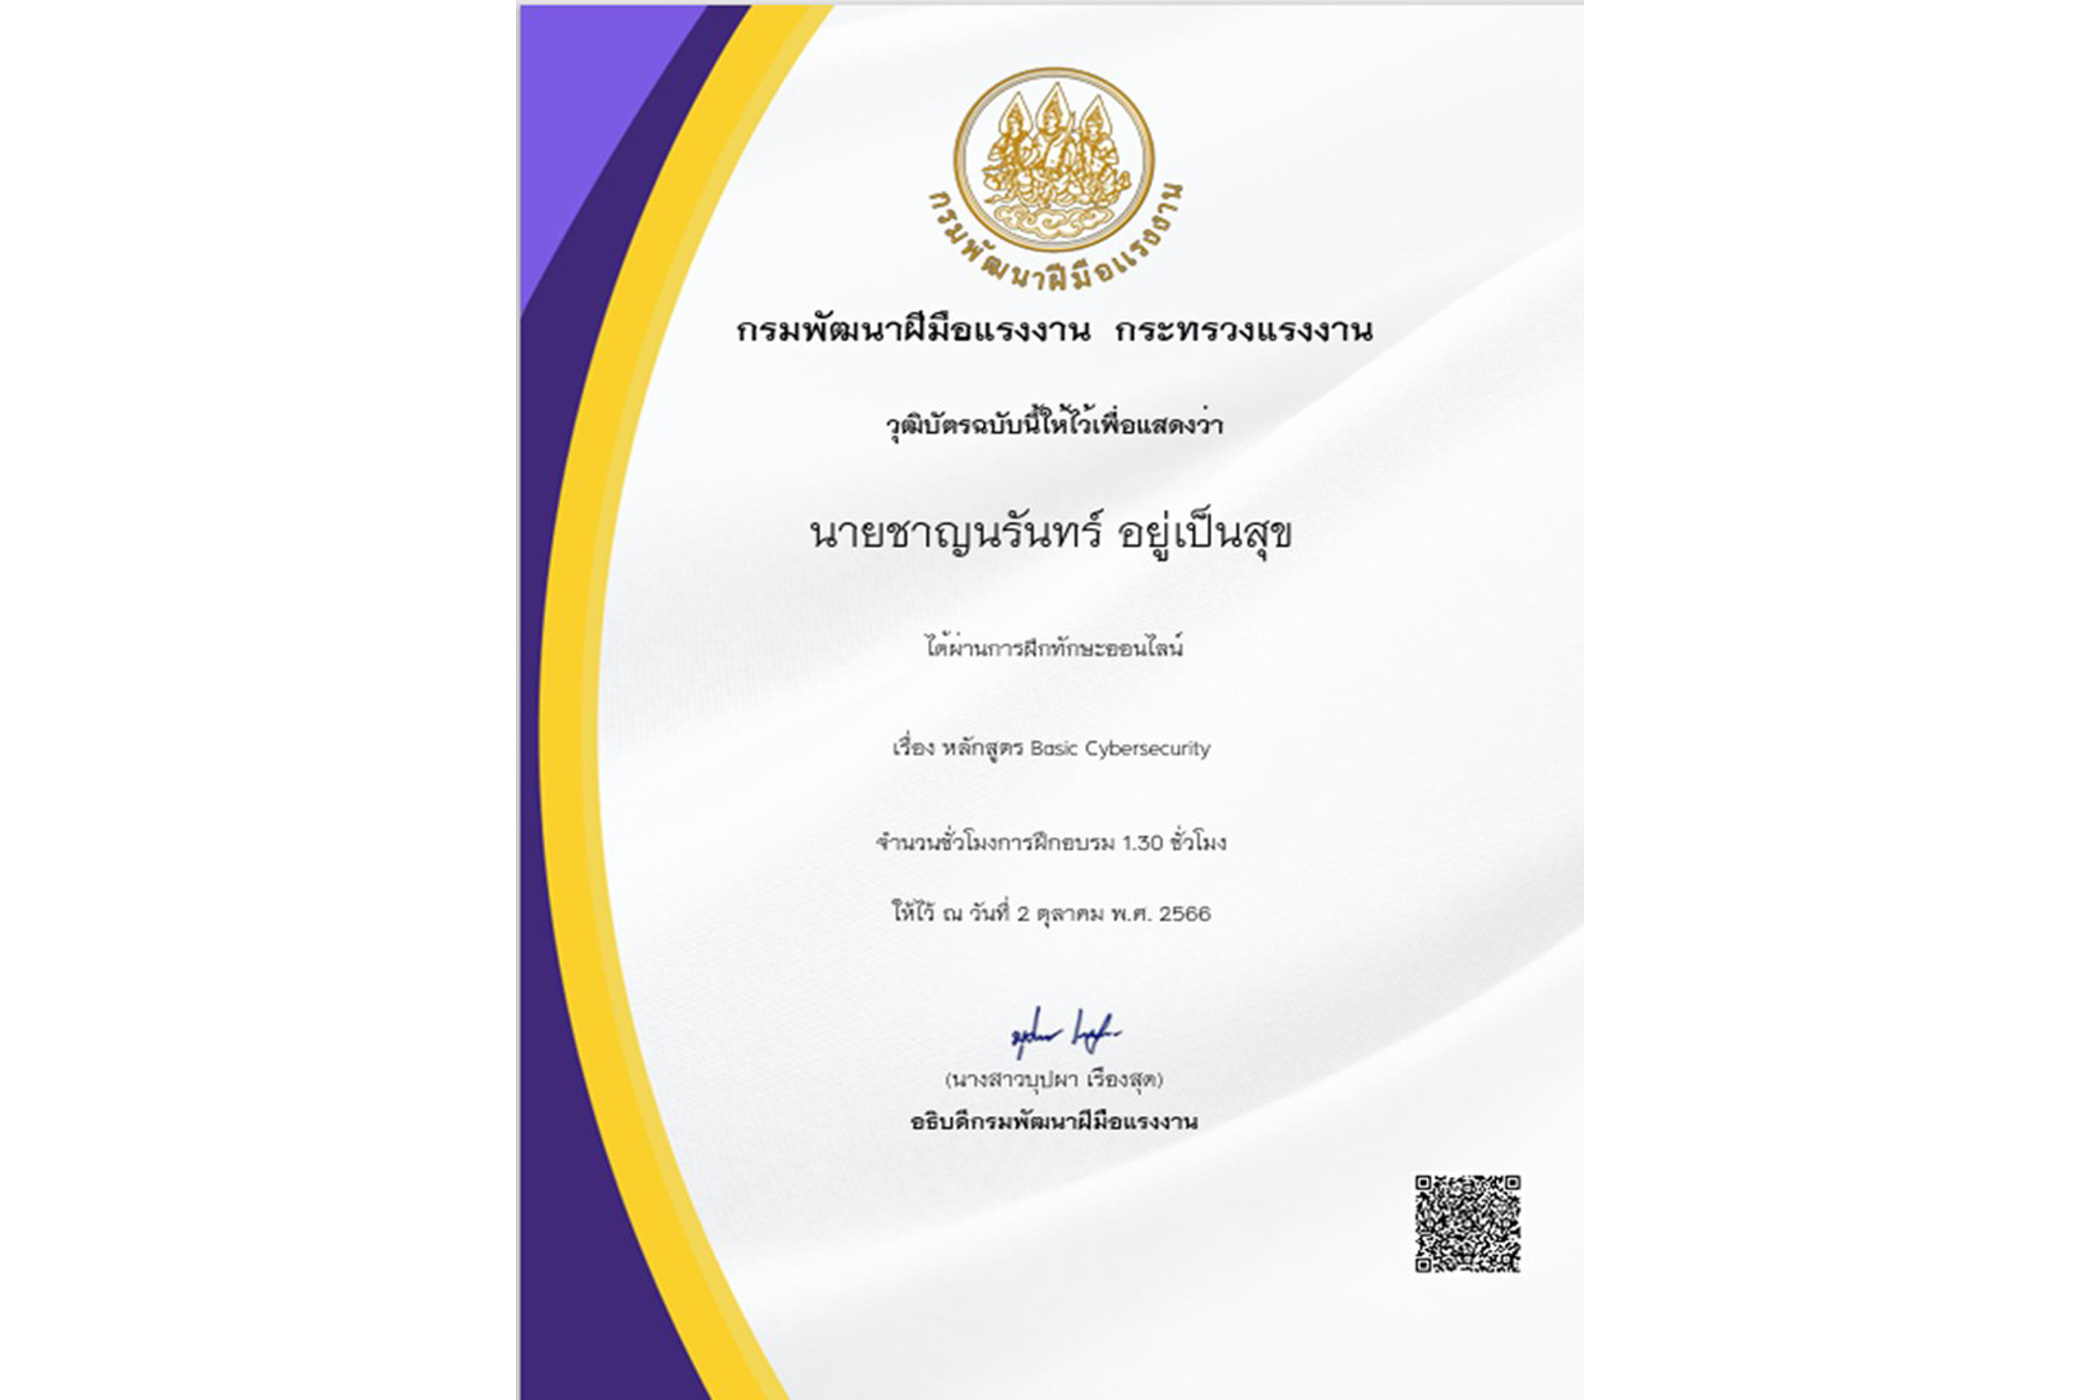 กรมพัฒนาฝีมือแรงงาน
กรมพัฒนาฝีมือแรงงาน กระทรวงแรงงาน
วุฒิบัตรฉบับนี้ให้ไว้เพื่อแสดงว่า
นายชาญนรันทร์ อยู่เป็นสุข
ได้ผ่านการฝึกทักษะออนไลน์
เรื่อง หลักสูตร Basic Cybersecurity
จำนวนชั่วโมงการฝึกอบรม 1.30 ชั่วโมง
ให้ไว้ ณ วันที่ 2 ตุลาคม พ.ศ. 2566
(นางสาวบุปผา เรืองสุด)
อธิบดีกรมพัฒนาฝีมือแรงงาน